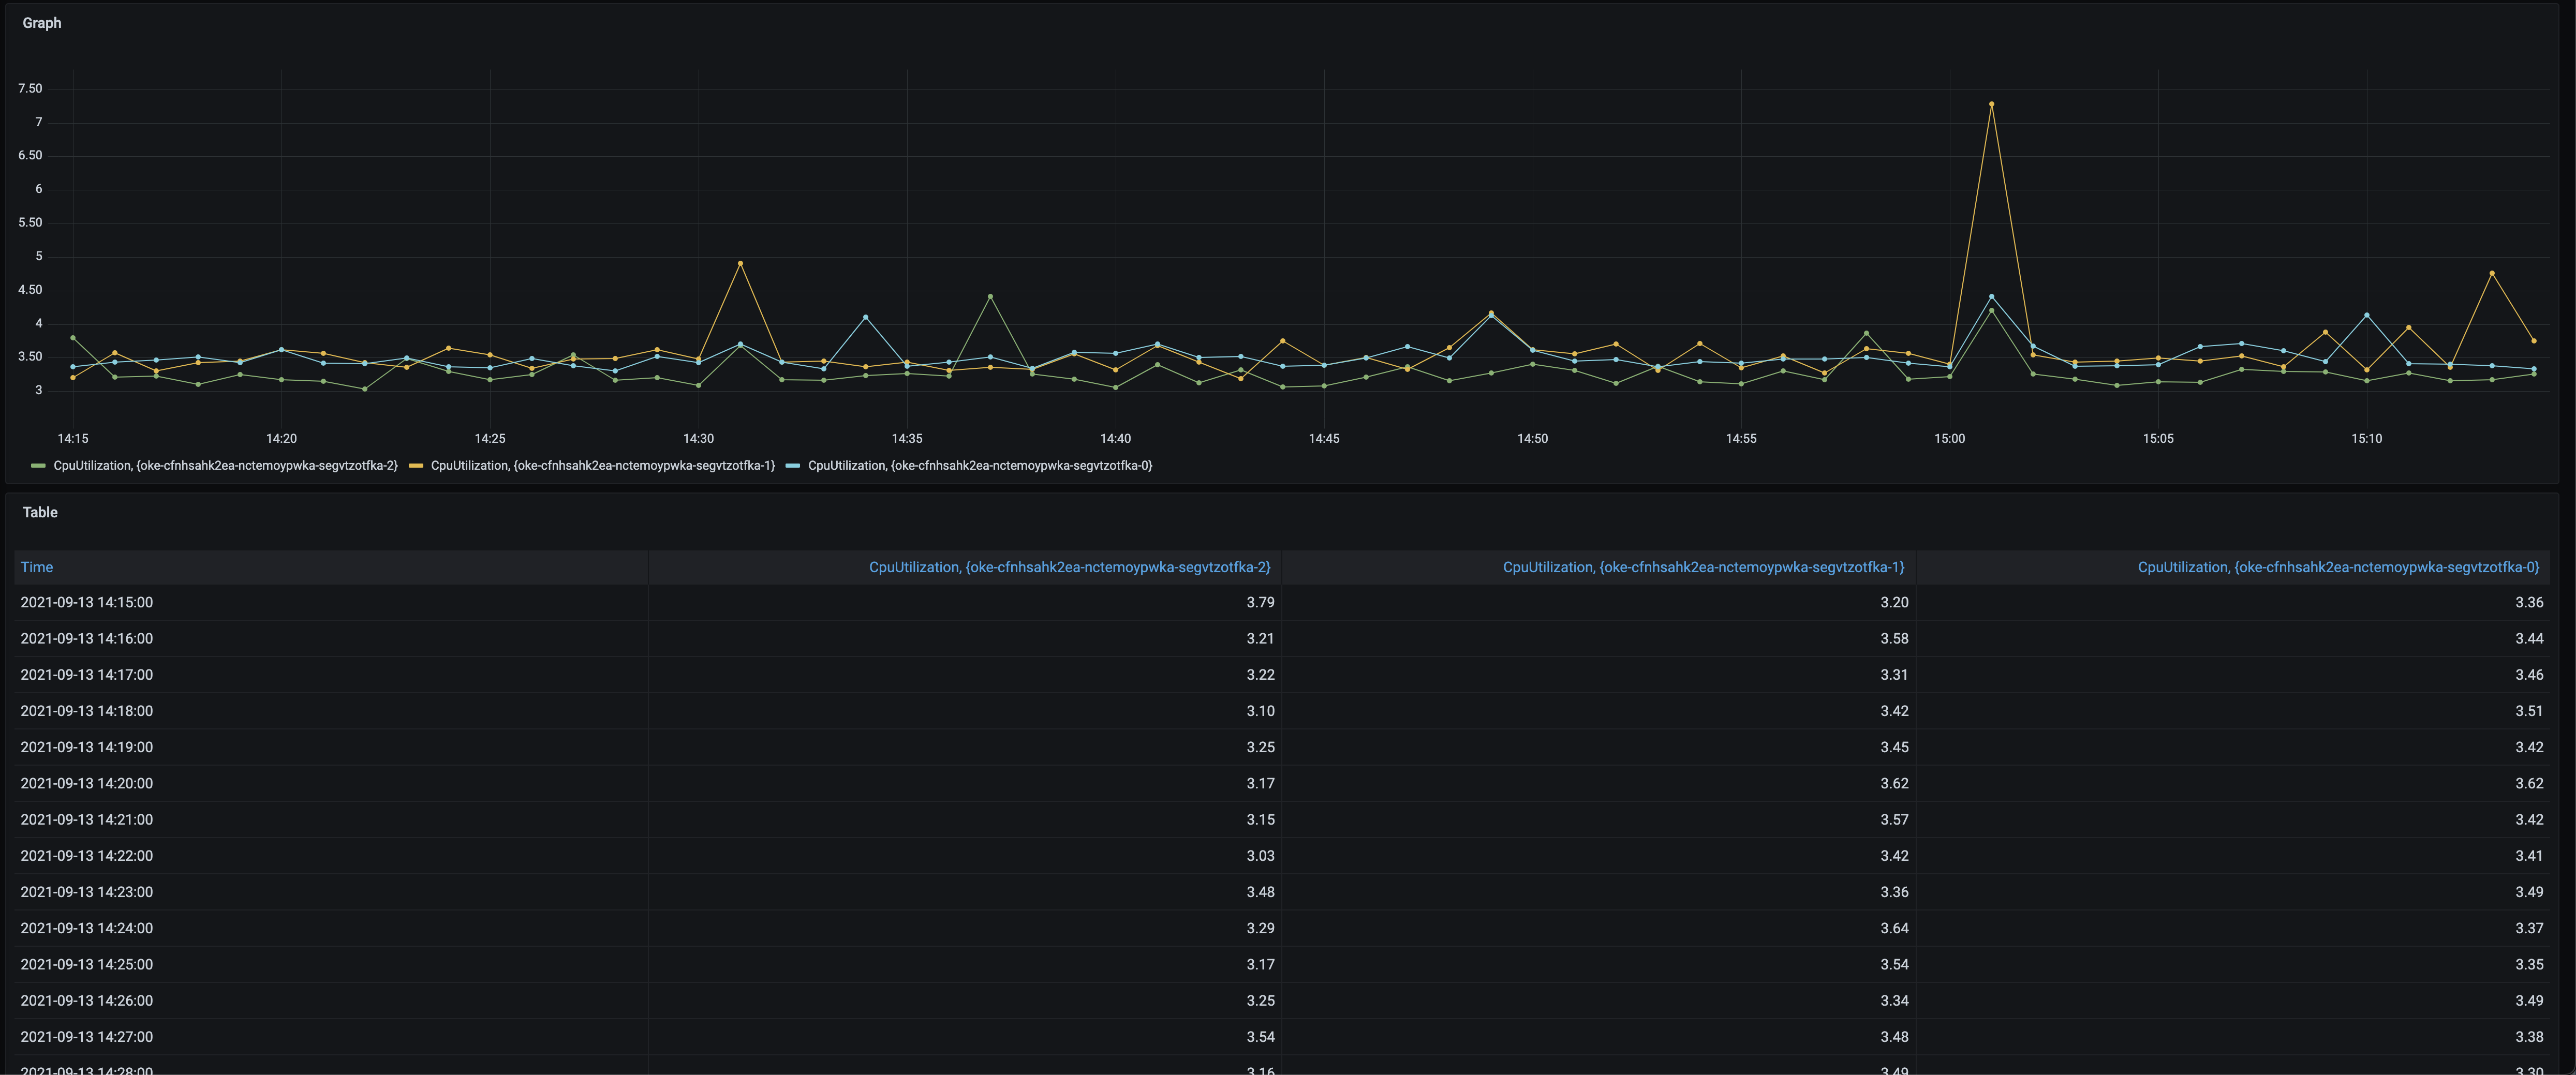 Graph
7.50
7
6.50
6
5.50
5
4.50
4
3.50
3
14:15 14:20 14:25 14:30 14:35 14:40 14:45 14:50 14:55 15:00 15:05 15:10
CpuUtilization, {oke-cfnhsahk2ea-nctemoypwka-segvtzotfka-2} CpuUtilization, {oke-cfnhsahk2ea-nctemoypwka-segvtzotfka-1} CpuUtilization, {oke-cfnhsahk2ea-nctemoypwka-segvtzotfka-0}
Table
Time CpuUtilization, {oke-cfnhsahk2ea-nctemoypwka-segvtzotfka-2} CpuUtilization, {oke-cfnhsahk2ea-nctemoypwka-segvtzotfka-1} CpuUtilization, {oke-cfnhsahk2ea-nctemoypwka-segvtzotfka-0}
2021-09-13 14:15:00 3.79 3.20 3.36
2021-09-13 14:16:00 3.21 3.58 3.44
2021-09-13 14:17:00 3.22 3.31 3.46
2021-09-13 14:18:00 3.10 3.42 3.51
2021-09-13 14:19:00 3.25 3.45 3.42
2021-09-13 14:20:00 3.17 3.62 3.62
2021-09-13 14:21:00 3.15 3.57 3.42
2021-09-13 14:22:00 3.03 3.42 3.41
2021-09-13 14:23:00 3.48 3.36 3.49
2021-09-13 14:24:00 3.29 3.64 3.37
2021-09-13 14:25:00 3.17 3.54 3.35
2021-09-13 14:26:00 3.25 3.34 3.49
2021-09-13 14:27:00 3.54 3.48 3.38
2021-09-13 14:28:00 3.16 3.49 3.30